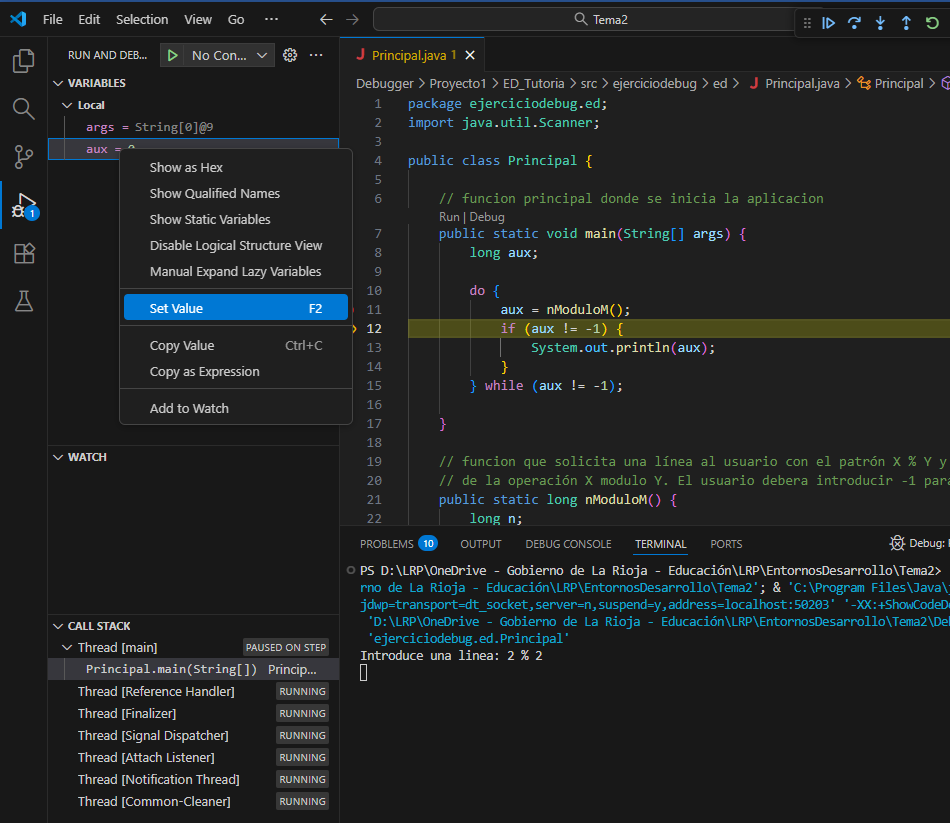 File Edit Selection View Go ··· Tema2
RUN AND DEB... No Con... ···
VARIABLES
Local
args = String[0]@9
aux =
Show as Hex
Show Qualified Names
Show Static Variables
Disable Logical Structure View
Manual Expand Lazy Variables
Set Value F2
Copy Value Ctrl+C
Copy as Expression
Add to Watch
1
WATCH
CALL STACK
Thread [main] PAUSED ON STEP
Principal.main(String[]) Princip...
Thread [Reference Handler] RUNNING
Thread [Finalizer] RUNNING
Thread [Signal Dispatcher] RUNNING
Thread [Attach Listener] RUNNING
Thread [Notification Thread] RUNNING
Thread [Common-Cleaner] RUNNING
J Principal.java 1
Debugger > Proyecto1 > ED_Tutoria > src > ejerciciodebug > ed > J Principal.java > Principal >
1 package ejerciciodebug.ed;
2 import java.util.Scanner;
3
4 public class Principal {
5
6 // funcion principal donde se inicia la aplicacion
Run | Debug
7 public static void main(String[] args) {
8 long aux;
9
10 do {
11 aux = nModuloM();
12 if (aux != -1) {
13 System.out.println(aux);
14 }
15 } while (aux != -1);
16
17 }
18
19 // funcion que solicita una línea al usuario con el patrón X % Y y
20 // de la operación X modulo Y. El usuario debera introducir -1 para
21 public static long nModuloM() {
22 long n;
PROBLEMS 10 OUTPUT DEBUG CONSOLE TERMINAL PORTS Debug:
PS D:\LRP\OneDrive - Gobierno de La Rioja - Educación\LRP\EntornosDesarrollo\Tema2>
rno de La Rioja - Educación\LRP\EntornosDesarrollo\Tema2'; & 'C:\Program Files\Java\
jdwp=transport=dt_socket,server=n,suspend=y,address=localhost:50203' '-XX:+ShowCodeDe
'D:\LRP\OneDrive - Gobierno de La Rioja - Educación\LRP\EntornosDesarrollo\Tema2\De
'ejerciciodebug.ed.Principal'
Introduce una linea: 2 % 2